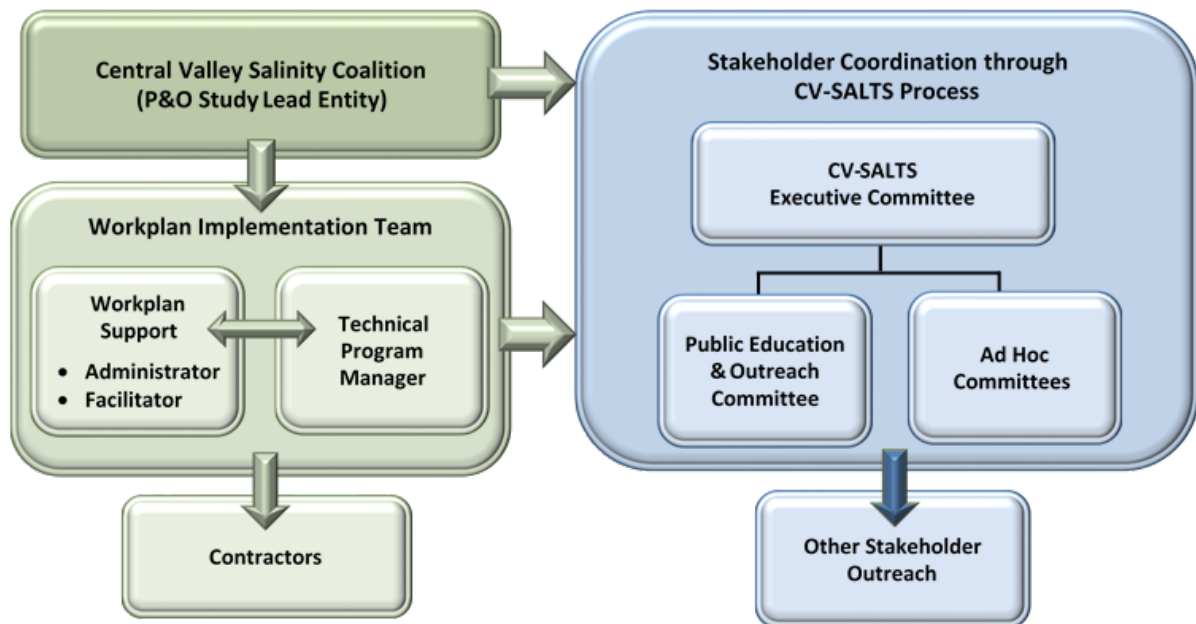 Central Valley Salinity Coalition
(P&O Study Lead Entity)
Workplan Implementation Team
Workplan
Support
• Administrator
• Facilitator
Technical
Program
Manager
Contractors
Stakeholder Coordination through
CV-SALTS Process
CV-SALTS
Executive Committee
Public Education
& Outreach
Committee
Ad Hoc
Committees
Other Stakeholder
Outreach